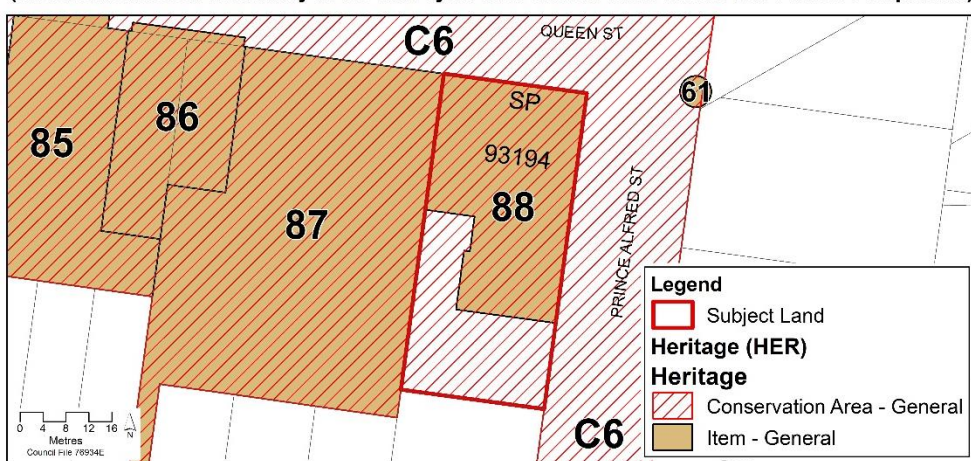 C6
QUEEN ST
61
SP
93194
85
86
87
88
PRINCE ALFRED ST
C6
Legend
Subject Land
Heritage (HER)
Heritage
Conservation Area - General
Item - General
0 4 8 12 16
Metres
Council File 76934E
N